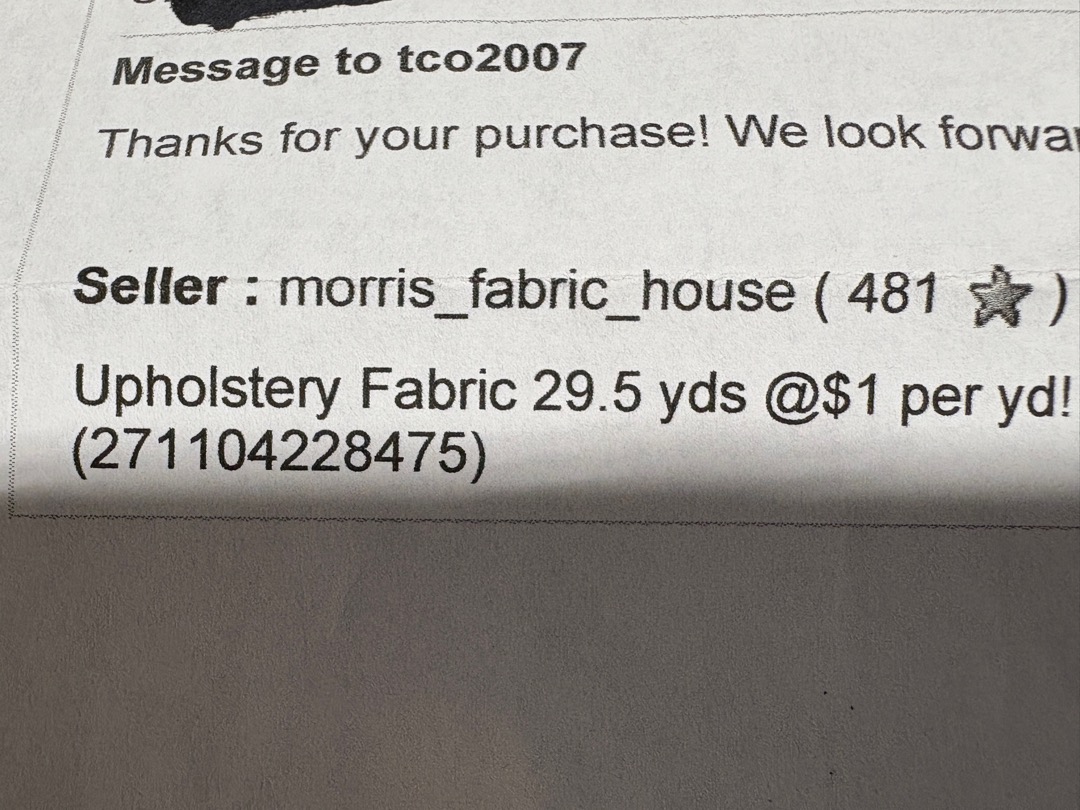 Message to tco2007
Thanks for your purchase! We look
Seller : morris_fabric_house ( 481 ★ )
Upholstery Fabric 29.5 yds @$1 per yd!
(271104228475)